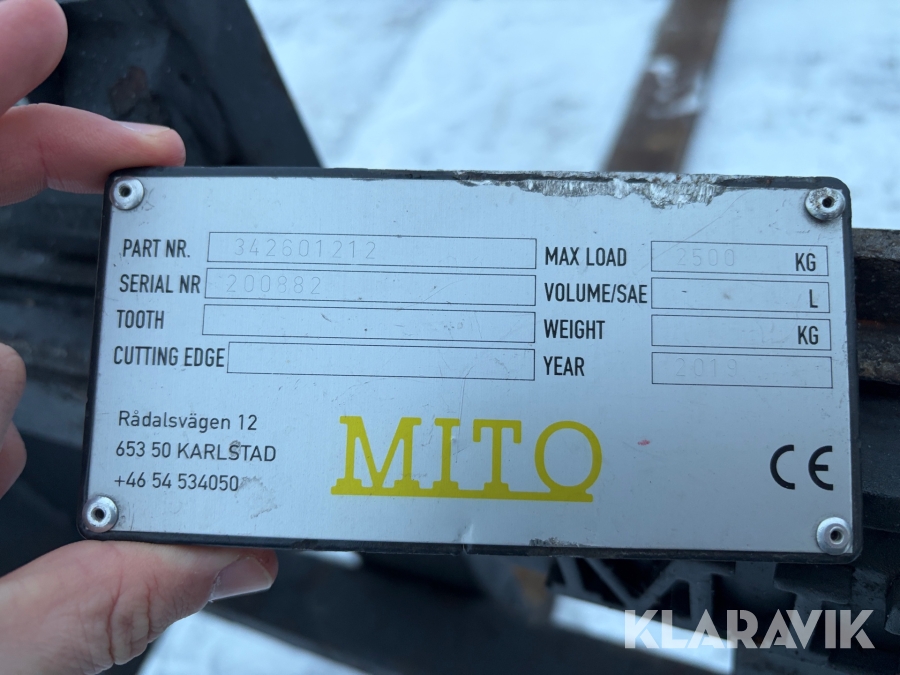 PART NR. 342601212
SERIAL NR 200882
TOOTH
CUTTING EDGE
MAX LOAD 2500 KG
VOLUME/SAE L
WEIGHT KG
YEAR 2019
Rådalsvägen 12
653 50 KARLSTAD
+46 54 534050
MITO
CE
KLARAVIK